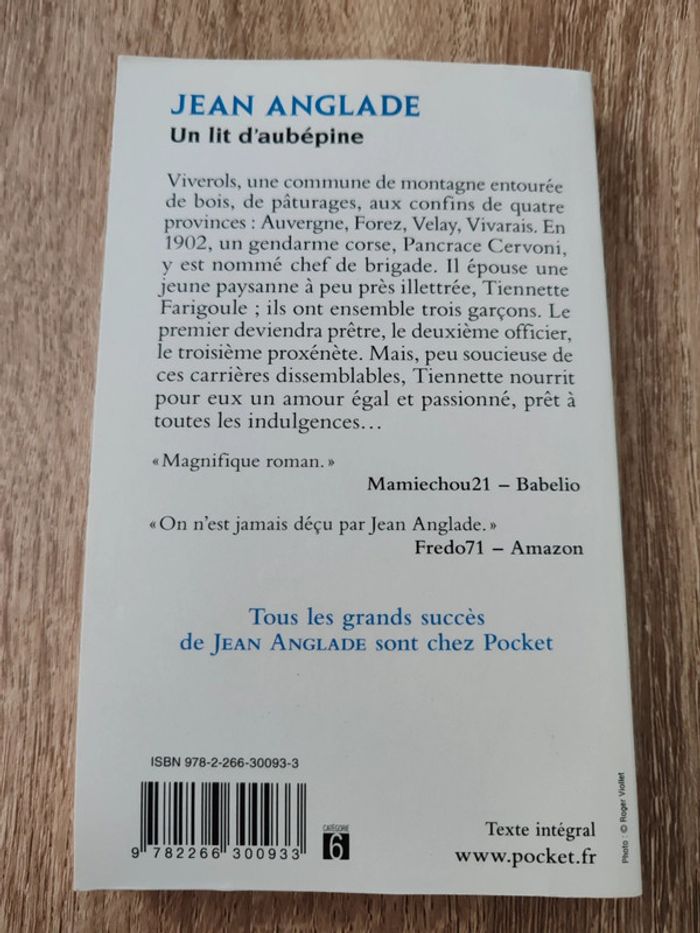 JEAN ANGLADE
Un lit d'aubépine
Viverols, une commune de montagne entourée
de bois, de pâturages, aux confins de quatre
provinces : Auvergne, Forez, Velay, Vivarais. En
1902, un gendarme corse, Pancrace Cervoni,
y est nommé chef de brigade. Il épouse une
jeune paysanne à peu près illettrée, Tiennette
Farigoule ; ils ont ensemble trois garçons. Le
premier deviendra prêtre, le deuxième officier,
le troisième proxénète. Mais, peu soucieuse de
ces carrières dissemblables, Tiennette nourrit
pour eux un amour égal et passionné, prêt à
toutes les indulgences...
« Magnifique roman. »
Mamiechou21 – Babelio
« On n'est jamais déçu par Jean Anglade. »
Fredo71 – Amazon
Tous les grands succès
de JEAN ANGLADE sont chez Pocket
ISBN 978-2-266-30093-3
9 782266 300933
CATÉGORIE
6
Texte intégral
www.pocket.fr
Photo : © Roger Viollet